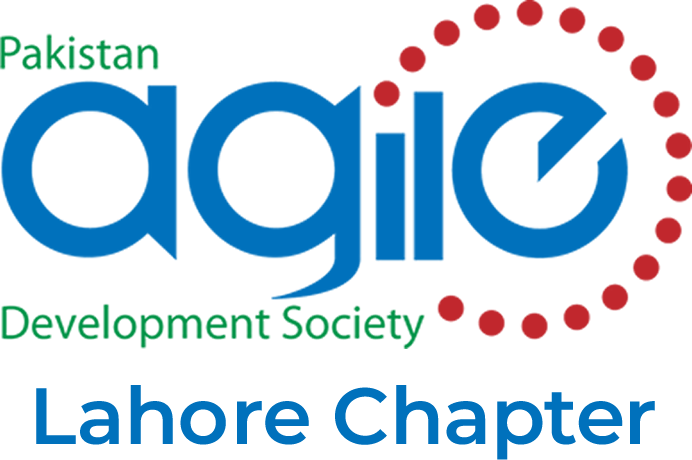 Pakistan
agile
Development Society
Lahore Chapter